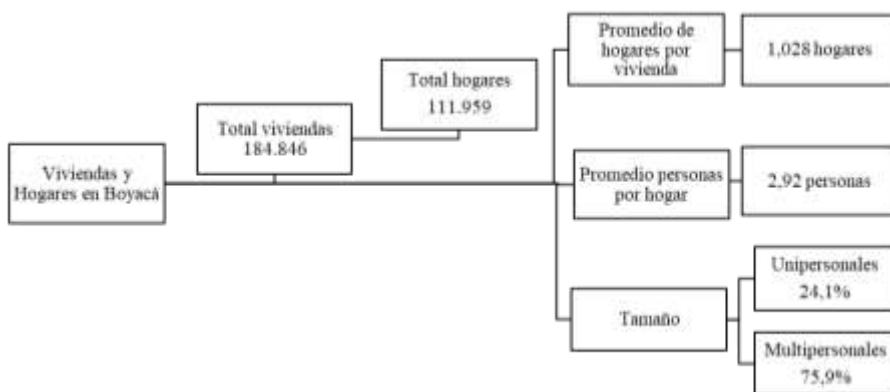 Viviendas y
Hogares en Boyacá
Total viviendas
184.846
Total hogares
111.959
Promedio de
hogares por
vivienda
1,028 hogares
Promedio personas
por hogar
2,92 personas
Tamaño
Unipersonales
24,1%
Multipersonales
75,9%